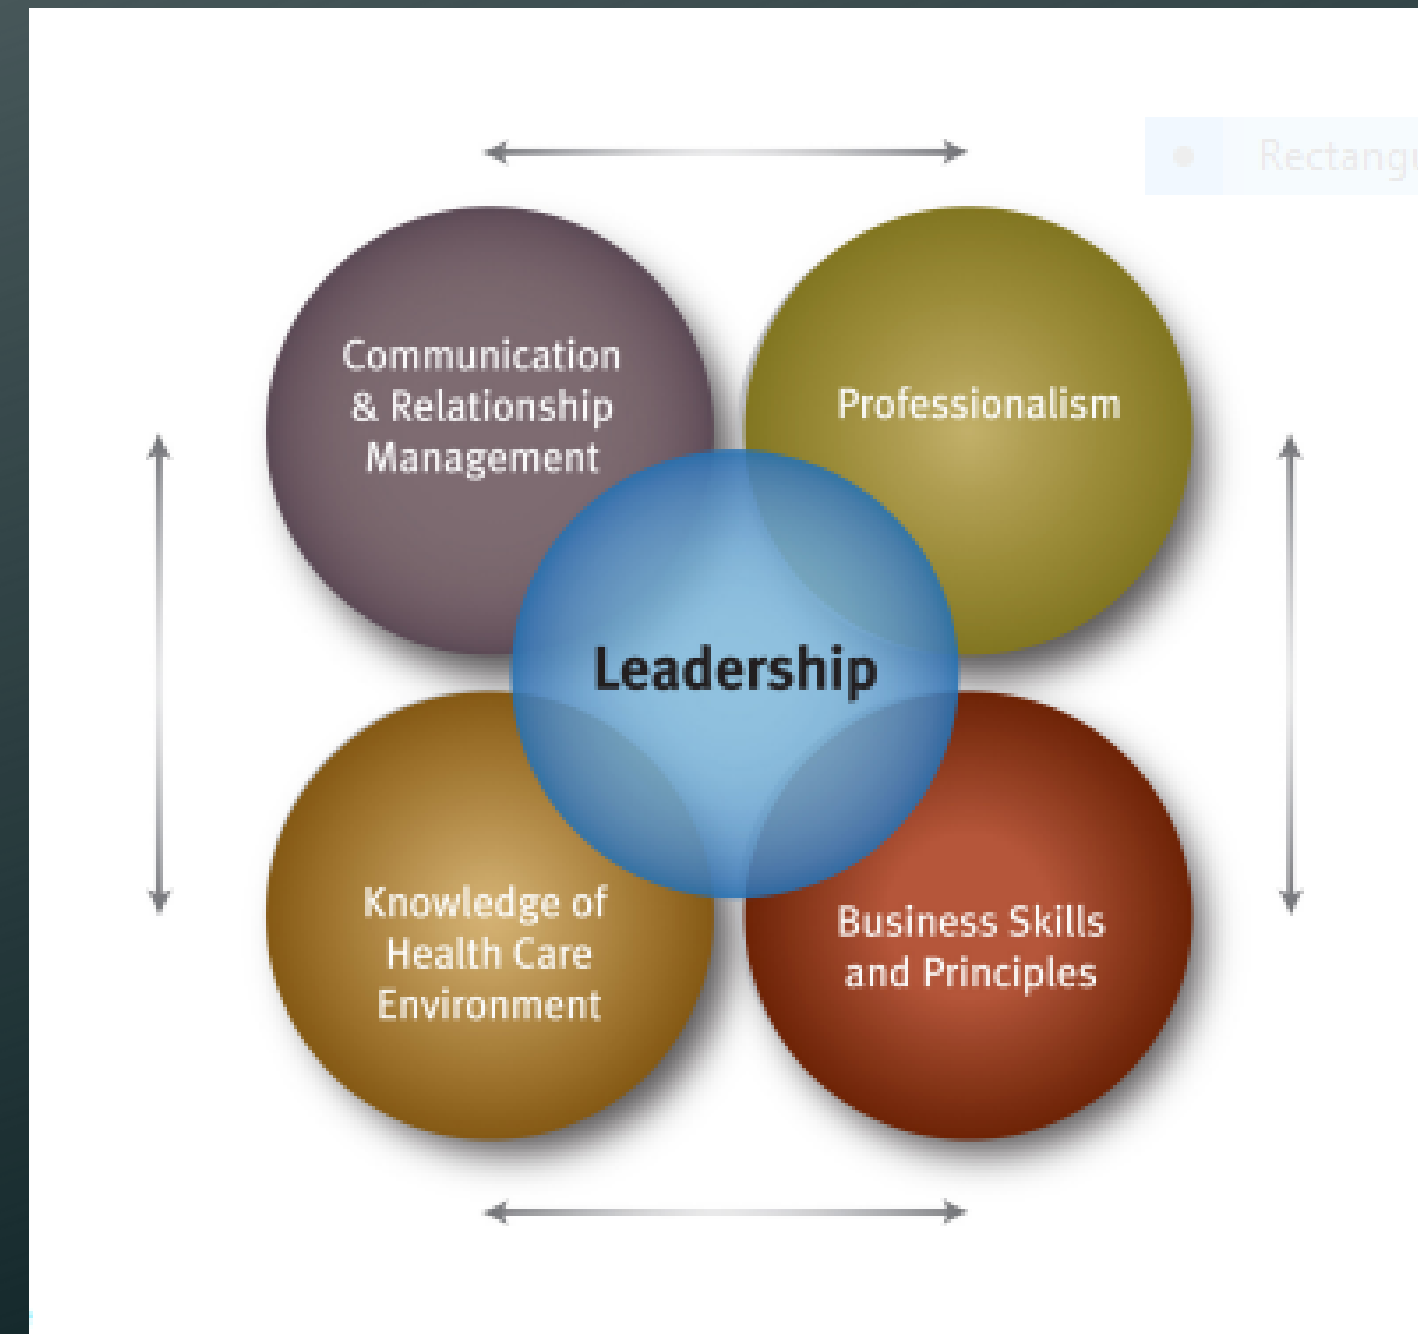 Communication
& Relationship
Management
Professionalism
Leadership
Knowledge of
Health Care
Environment
Business Skills
and Principles